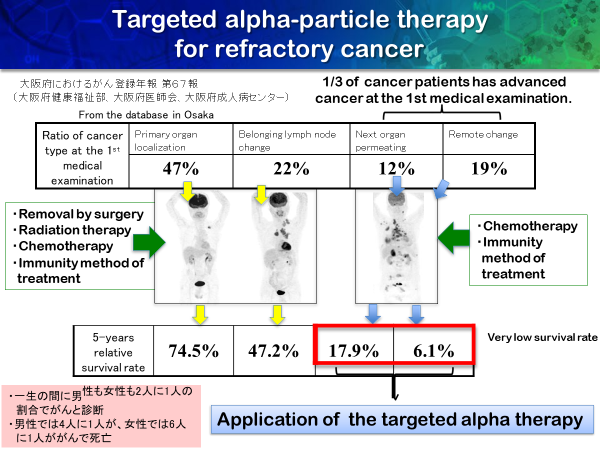 Targeted alpha-particle therapy
for refractory cancer
大阪府におけるがん登録年報 第67報
(大阪府健康福祉部、大阪府医師会、大阪府成人病センター)
1/3 of cancer patients has advanced
cancer at the 1st medical examination.
From the database in Osaka
Ratio of cancer
type at the 1st
medical
examination
Primary organ
localization
47%
Belonging lymph node
change
22%
Next organ
permeating
12%
Remote change
19%
・Removal by surgery
・Radiation therapy
・Chemotherapy
・Immunity method of
treatment
・Chemotherapy
・Immunity
method of
treatment
5-years
relative
survival rate
74.5%
47.2%
17.9%
6.1%
Very low survival rate
・一生の間に男性も女性も2人に1人の
割合でがんと診断
・男性では4人に1人が、女性では6人
に1人ががんで死亡
Application of the targeted alpha therapy